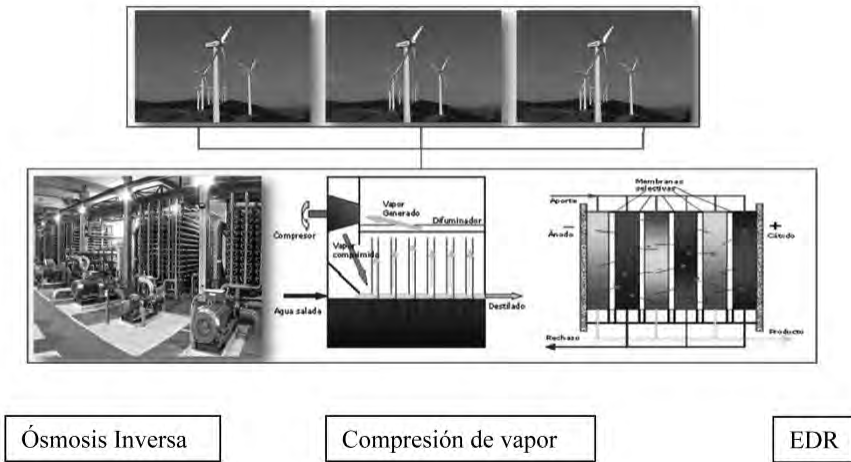 Membranas
selectivas
Aporte
Vapor
Generado
Difuminador
Compresor
Vapor
comprimido
−
Ánodo
+
Cátodo
Agua salada
Destilado
Rechazo
Producto
Ósmosis Inversa
Compresión de vapor
EDR